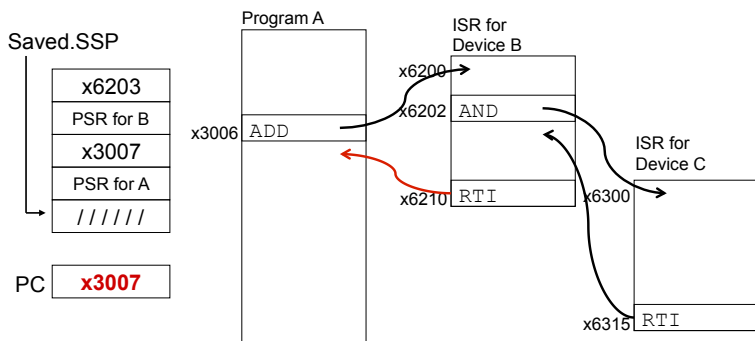 Saved.SSP
x6203
PSR for B
x3007
PSR for A
//////
PC
x3007
Program A
x3006
ADD
ISR for
Device B
x6200
x6202
AND
x6210
RTI
ISR for
Device C
x6300
x6315
RTI